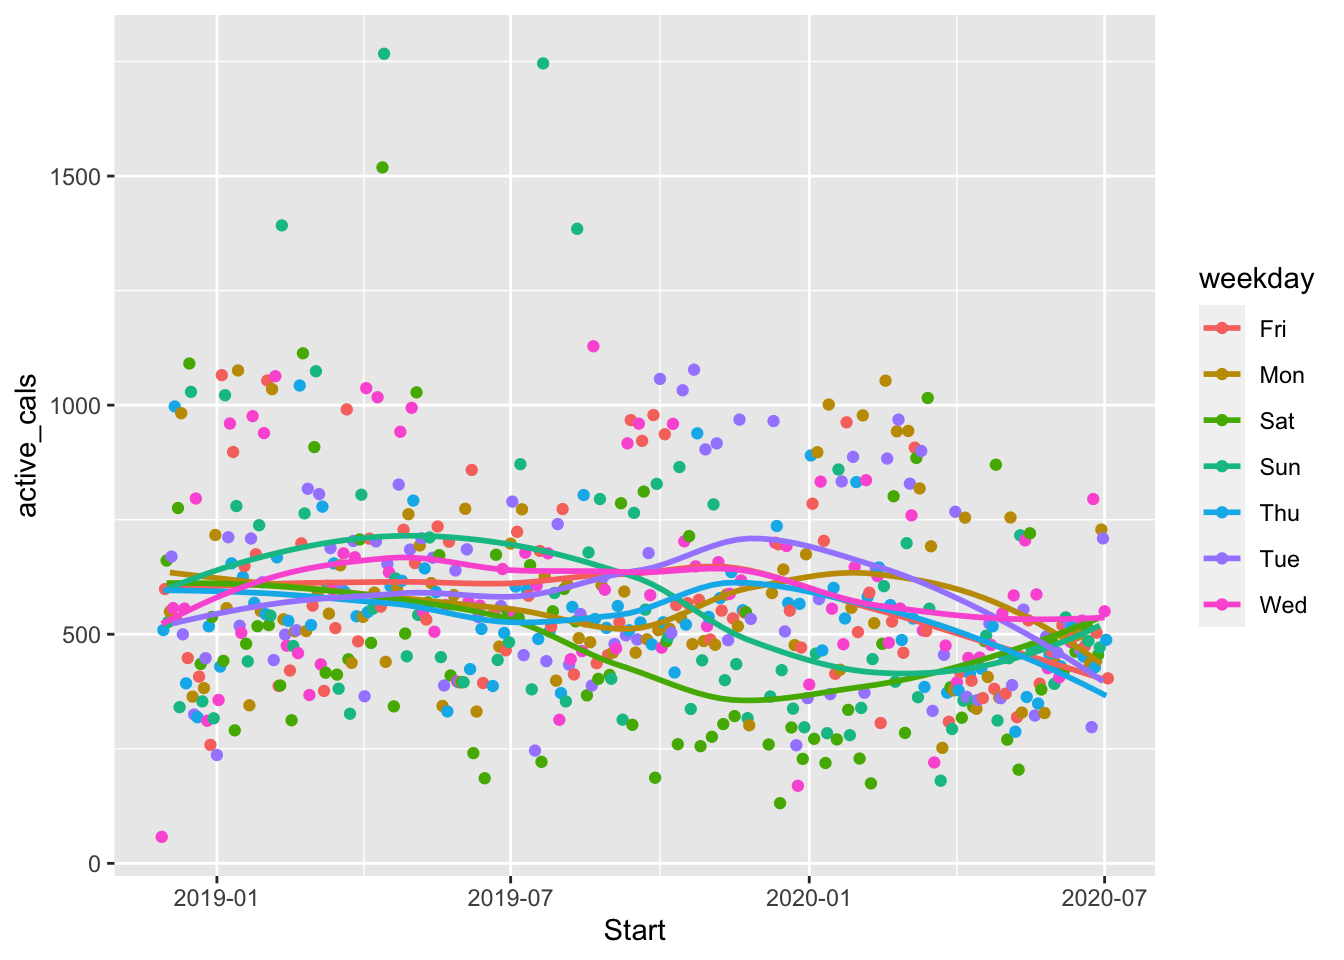 1500
1000
500
0
active_cals
2019-01
2019-07
2020-01
2020-07
Start
weekday
Fri
Mon
Sat
Sun
Thu
Tue
Wed